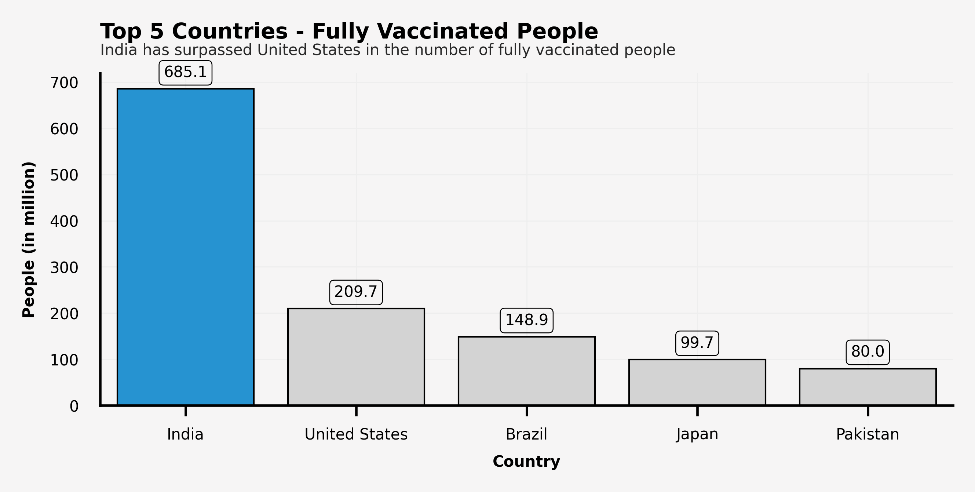 Top 5 Countries - Fully Vaccinated People
India has surpassed United States in the number of fully vaccinated people
685.1
700
600
500
400
300
209.7
200
148.9
99.7
80.0
100
0
People (in million)
India
United States
Brazil
Japan
Pakistan
Country